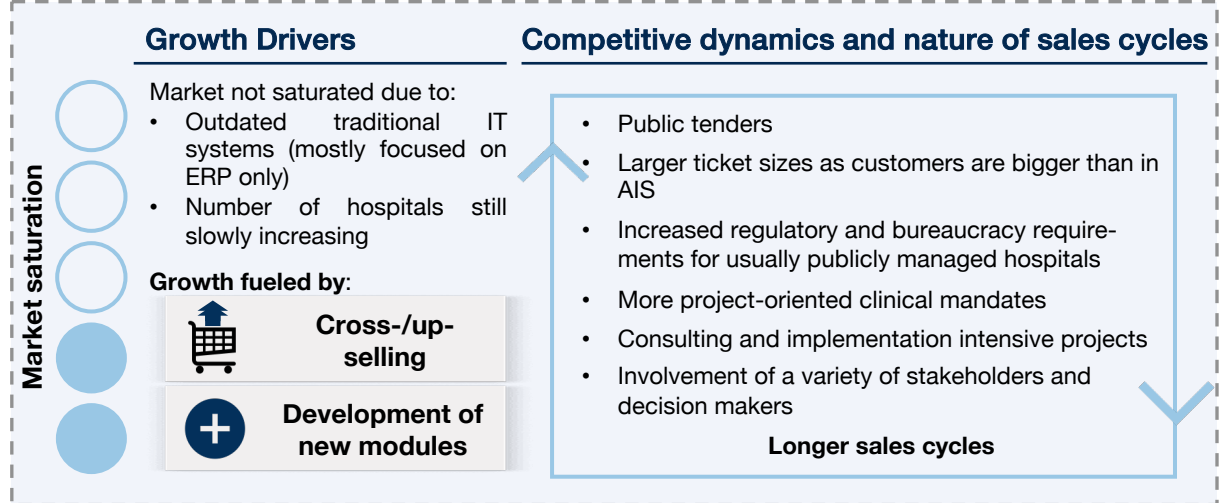 Growth Drivers
Market not saturated due to:
• Outdated traditional IT
systems (mostly focused on
ERP only)
• Number of hospitals still
slowly increasing
Growth fueled by:
Cross-/up-
selling
Development of
new modules
Market saturation
Competitive dynamics and nature of sales cycles
• Public tenders
• Larger ticket sizes as customers are bigger than in
AIS
• Increased regulatory and bureaucracy require-
ments for usually publicly managed hospitals
• More project-oriented clinical mandates
• Consulting and implementation intensive projects
• Involvement of a variety of stakeholders and
decision makers
Longer sales cycles